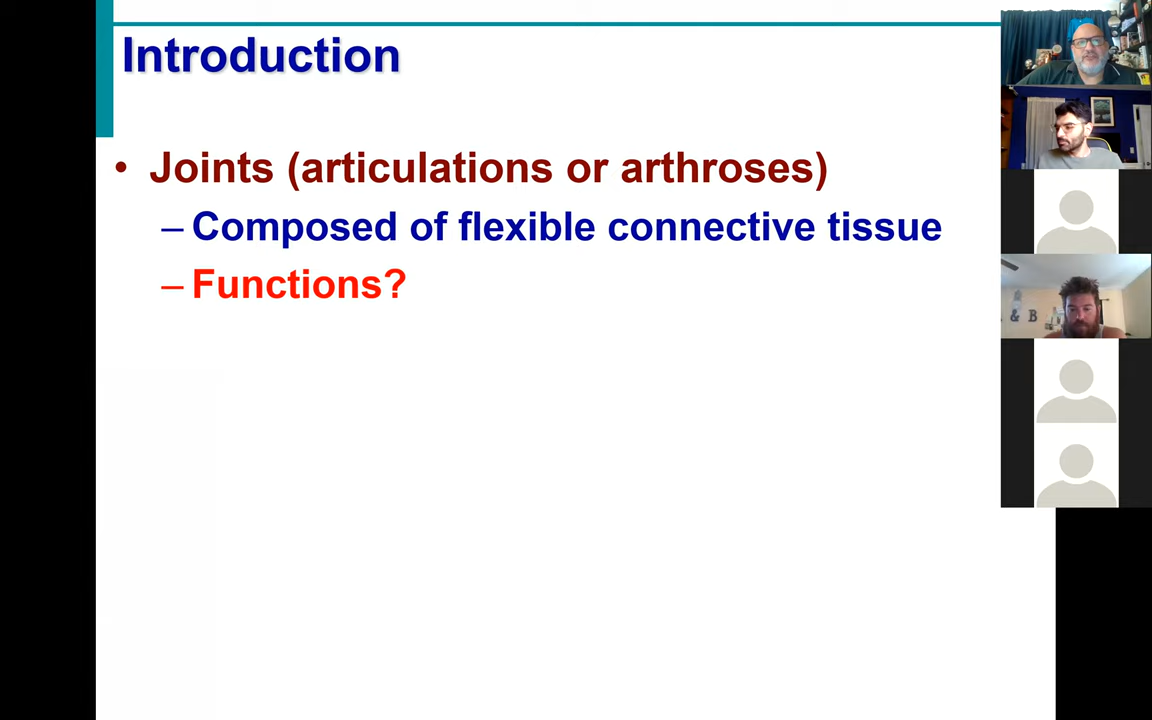 Introduction
• Joints (articulations or arthroses)
– Composed of flexible connective tissue
– Functions?
& B